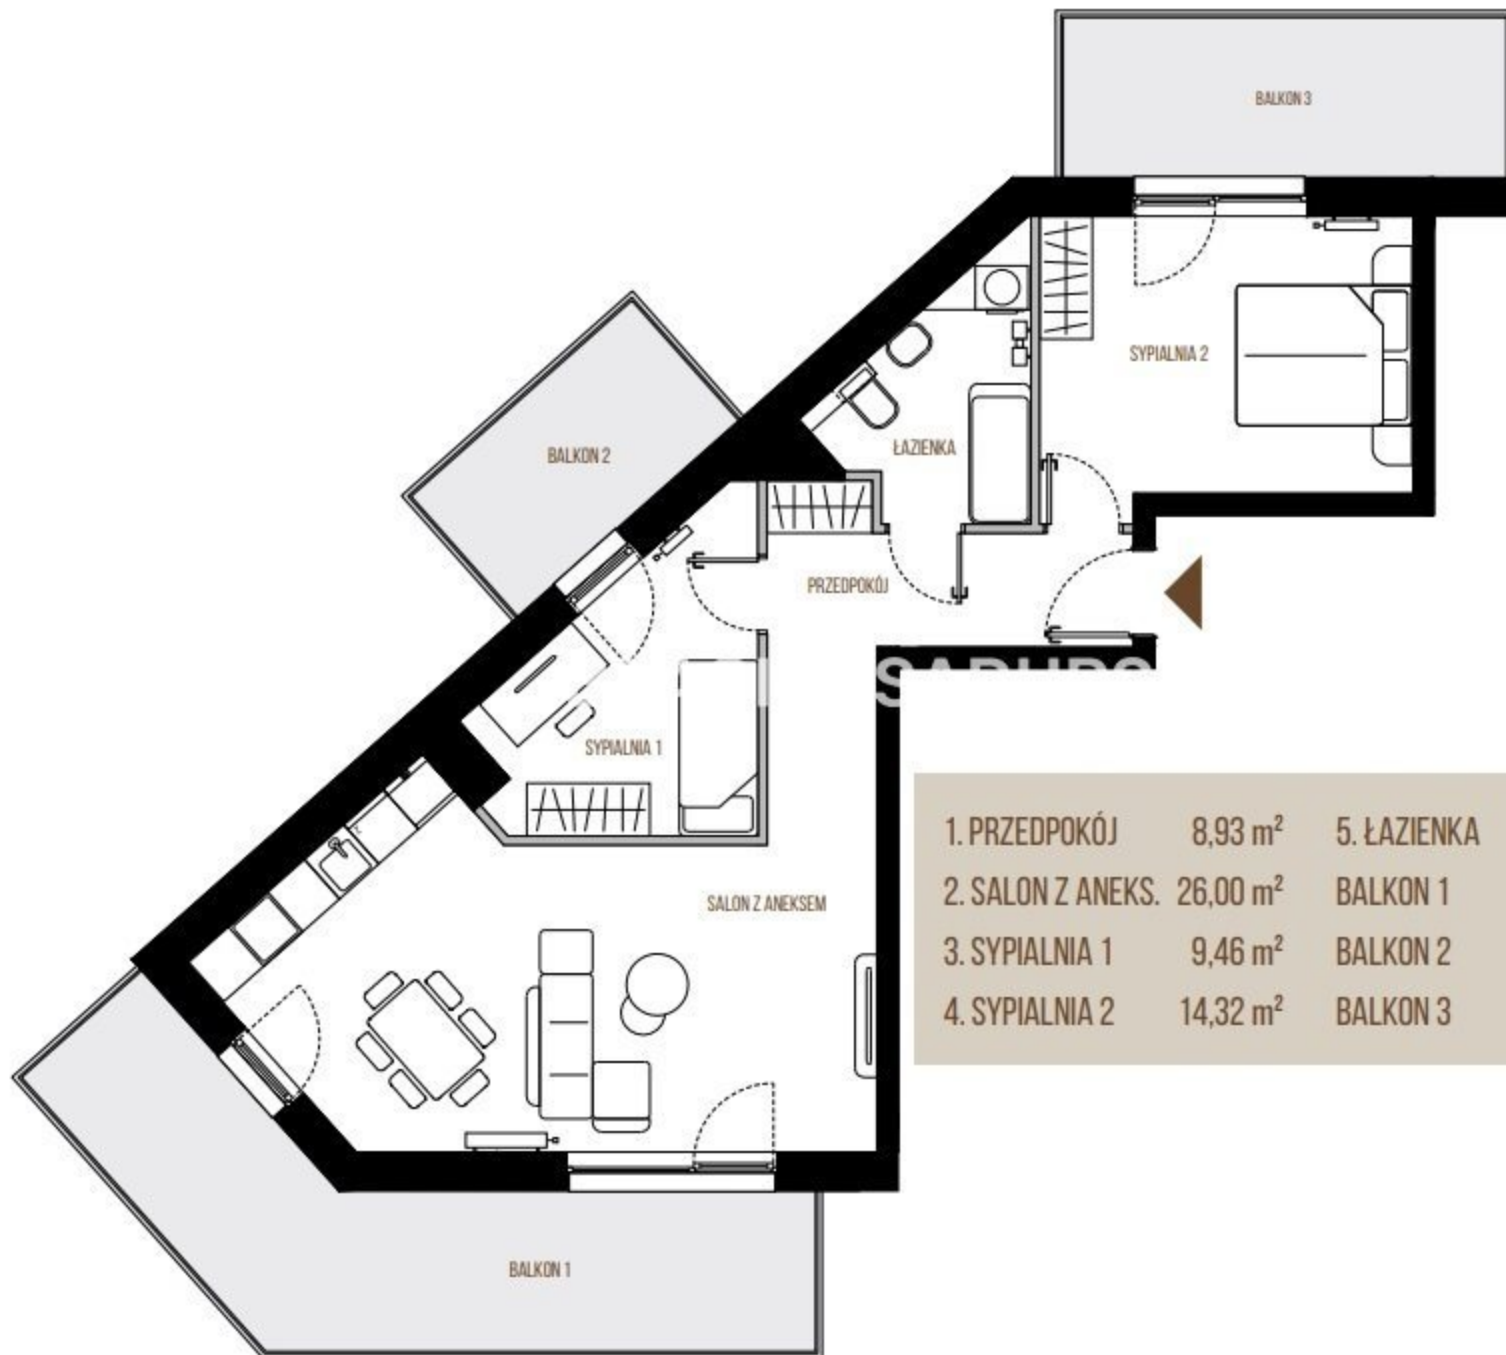 BALKON 3
SYPIALNIA 2
BALKON 2
ŁAZIENKA
PRZEDPOKÓJ
SYPIALNIA 1
SALON Z ANEKSEM
BALKON 1
1. PRZEDPOKÓJ 8,93 m² 5. ŁAZIENKA
2. SALON Z ANEKS. 26,00 m² BALKON 1
3. SYPIALNIA 1 9,46 m² BALKON 2
4. SYPIALNIA 2 14,32 m² BALKON 3